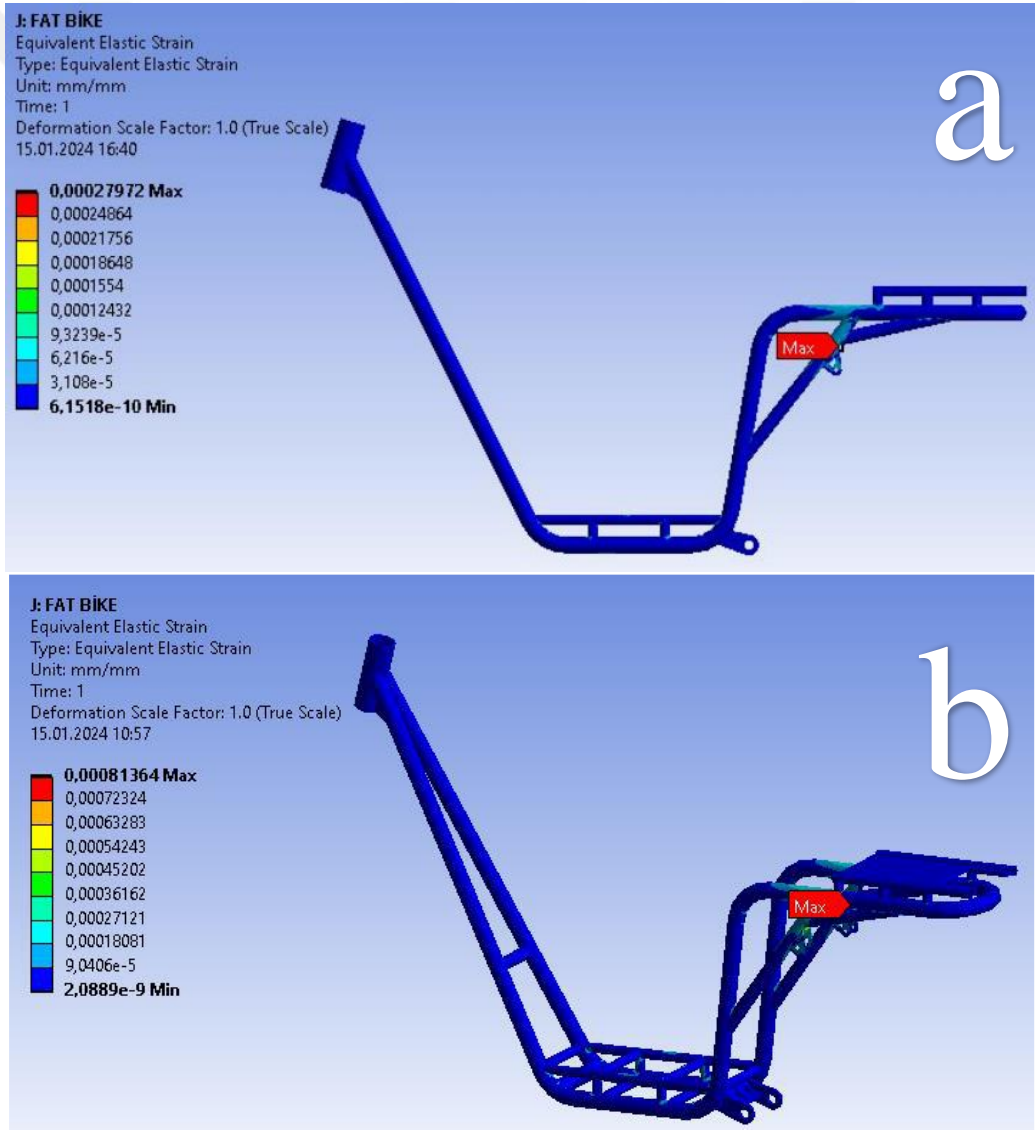 J: FAT BİKE
Equivalent Elastic Strain
Type: Equivalent Elastic Strain
Unit: mm/mm
Time: 1
Deformation Scale Factor: 1.0 (True Scale)
15.01.2024 16:40
a
0,00027972 Max
0,00024864
0,00021756
0,00018648
0,0001554
0,00012432
9,3239e-5
6,216e-5
3,108e-5
6,1518e-10 Min
Max
J: FAT BİKE
Equivalent Elastic Strain
Type: Equivalent Elastic Strain
Unit: mm/mm
Time: 1
Deformation Scale Factor: 1.0 (True Scale)
15.01.2024 10:57
b
0,00081364 Max
0,00072324
0,00063283
0,00054243
0,00045202
0,00036162
0,00027121
0,00018081
9,0406e-5
2,0889e-9 Min
Max